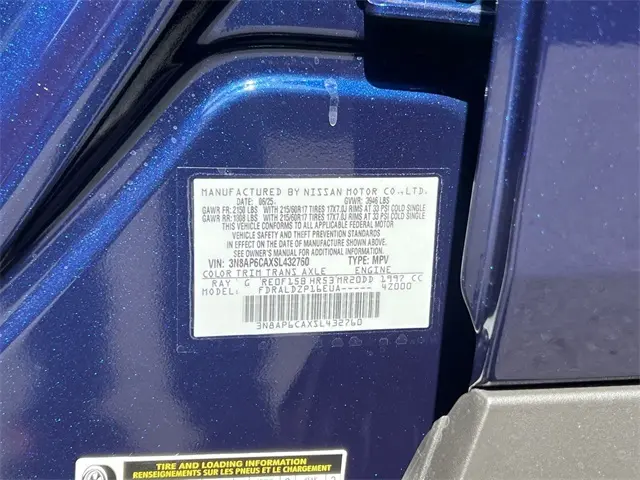 MANUFACTURED BY NISSAN MOTOR CO.,LTD.
DATE: 06/25 GVWR: 3946 LBS
GAWR FR: 2150 LBS WITH 215/60R17 TIRES 17X7.0J RIMS AT 33 PSI COLD SINGLE
GAWR RR: 1808 LBS WITH 215/60R17 TIRES 17X7.0J RIMS AT 33 PSI COLD SINGLE
THIS VEHICLE CONFORMS TO ALL APPLICABLE FEDERAL MOTOR
VEHICLE SAFETY AND THEFT PREVENTION STANDARDS
IN EFFECT ON THE DATE OF MANUFACTURE SHOWN ABOVE.
SEE OWNER'S MANUAL FOR ADDITIONAL INFORMATION.
VIN: 3N8AP6CAXSL432760 TYPE: MPV
COLOR TRIM TRANS AXLE ENGINE
RAY G RE0F15B HR53 MR20DD 1997 CC
MODEL: FDRALDZP16EUA----- 4Z000
3N8AP6CAXSL432760
TIRE AND LOADING INFORMATION
RENSEIGNEMENTS SUR LES PNEUS ET LE CHARGEMENT